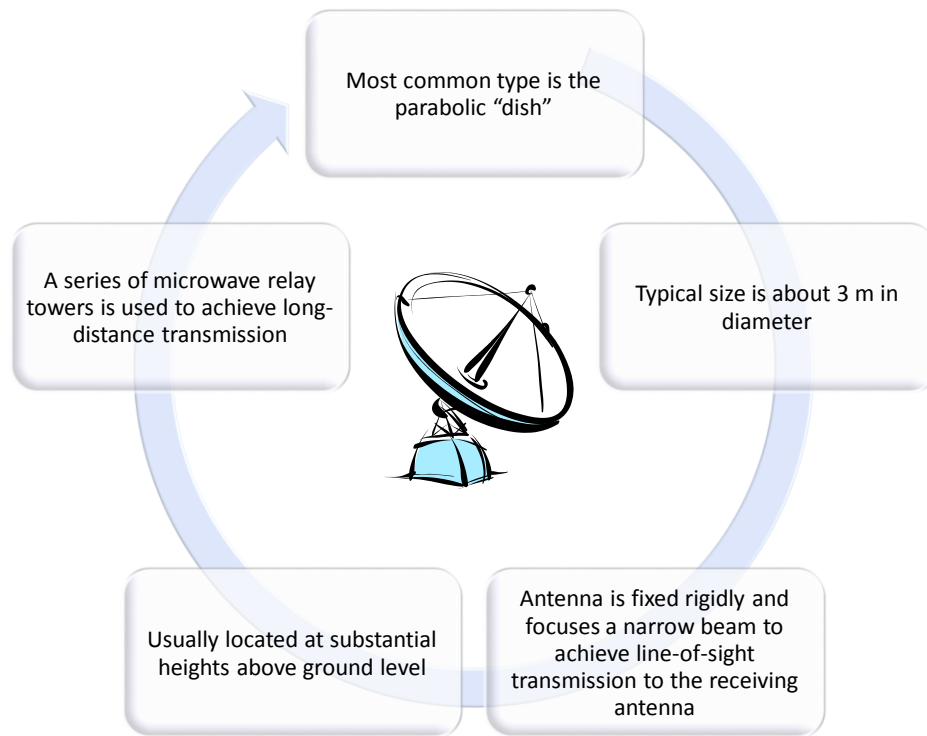 Most common type is the
parabolic “dish”
Typical size is about 3 m in
diameter
Antenna is fixed rigidly and
focuses a narrow beam to
achieve line-of-sight
transmission to the receiving
antenna
Usually located at substantial
heights above ground level
A series of microwave relay
towers is used to achieve long-
distance transmission